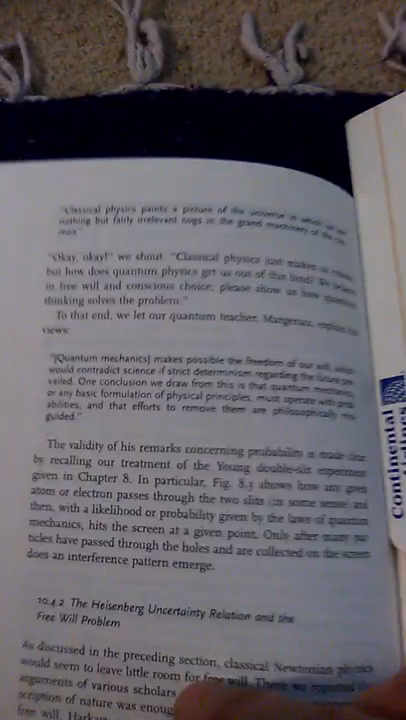 "Classical physics paints a picture of the universe in which we are
nothing but fairly irrelevant cogs in the grand machinery of the
"Okay, okay!" we shout. "Classical physics just makes us
but how does quantum physics get us out of this bind? We believe
in free will and conscious choice; please show us how quantum
thinking solves the problem."
To that end, we let our quantum teacher, Margenau, explain his
views:
"[Quantum mechanics] makes possible the freedom of our will, which
would contradict science if strict determinism regarding the future pre-
vailed. One conclusion we draw from this is that quantum mechanics,
or any basic formulation of physical principles, must operate with prob-
abilities, and that efforts to remove them are philosophically mis-
guided."
The validity of his remarks concerning probability is made clear
by recalling our treatment of the Young double-slit experiment
given in Chapter 8. In particular, Fig. 8.3 shows how any given
atom or electron passes through the two slits (in some sense) and
then, with a likelihood or probability given by the laws of quantum
mechanics, hits the screen at a given point. Only after many par-
ticles have passed through the holes and are collected on the screen
does an interference pattern emerge.
10.4.2 The Heisenberg Uncertainty Relation and the
Free Will Problem
As discussed in the preceding section, classical Newtonian physics
would seem to leave little room for free will. There we reported
arguments of various scholars
scription of nature was enoug
free will.
Continental
Airlines